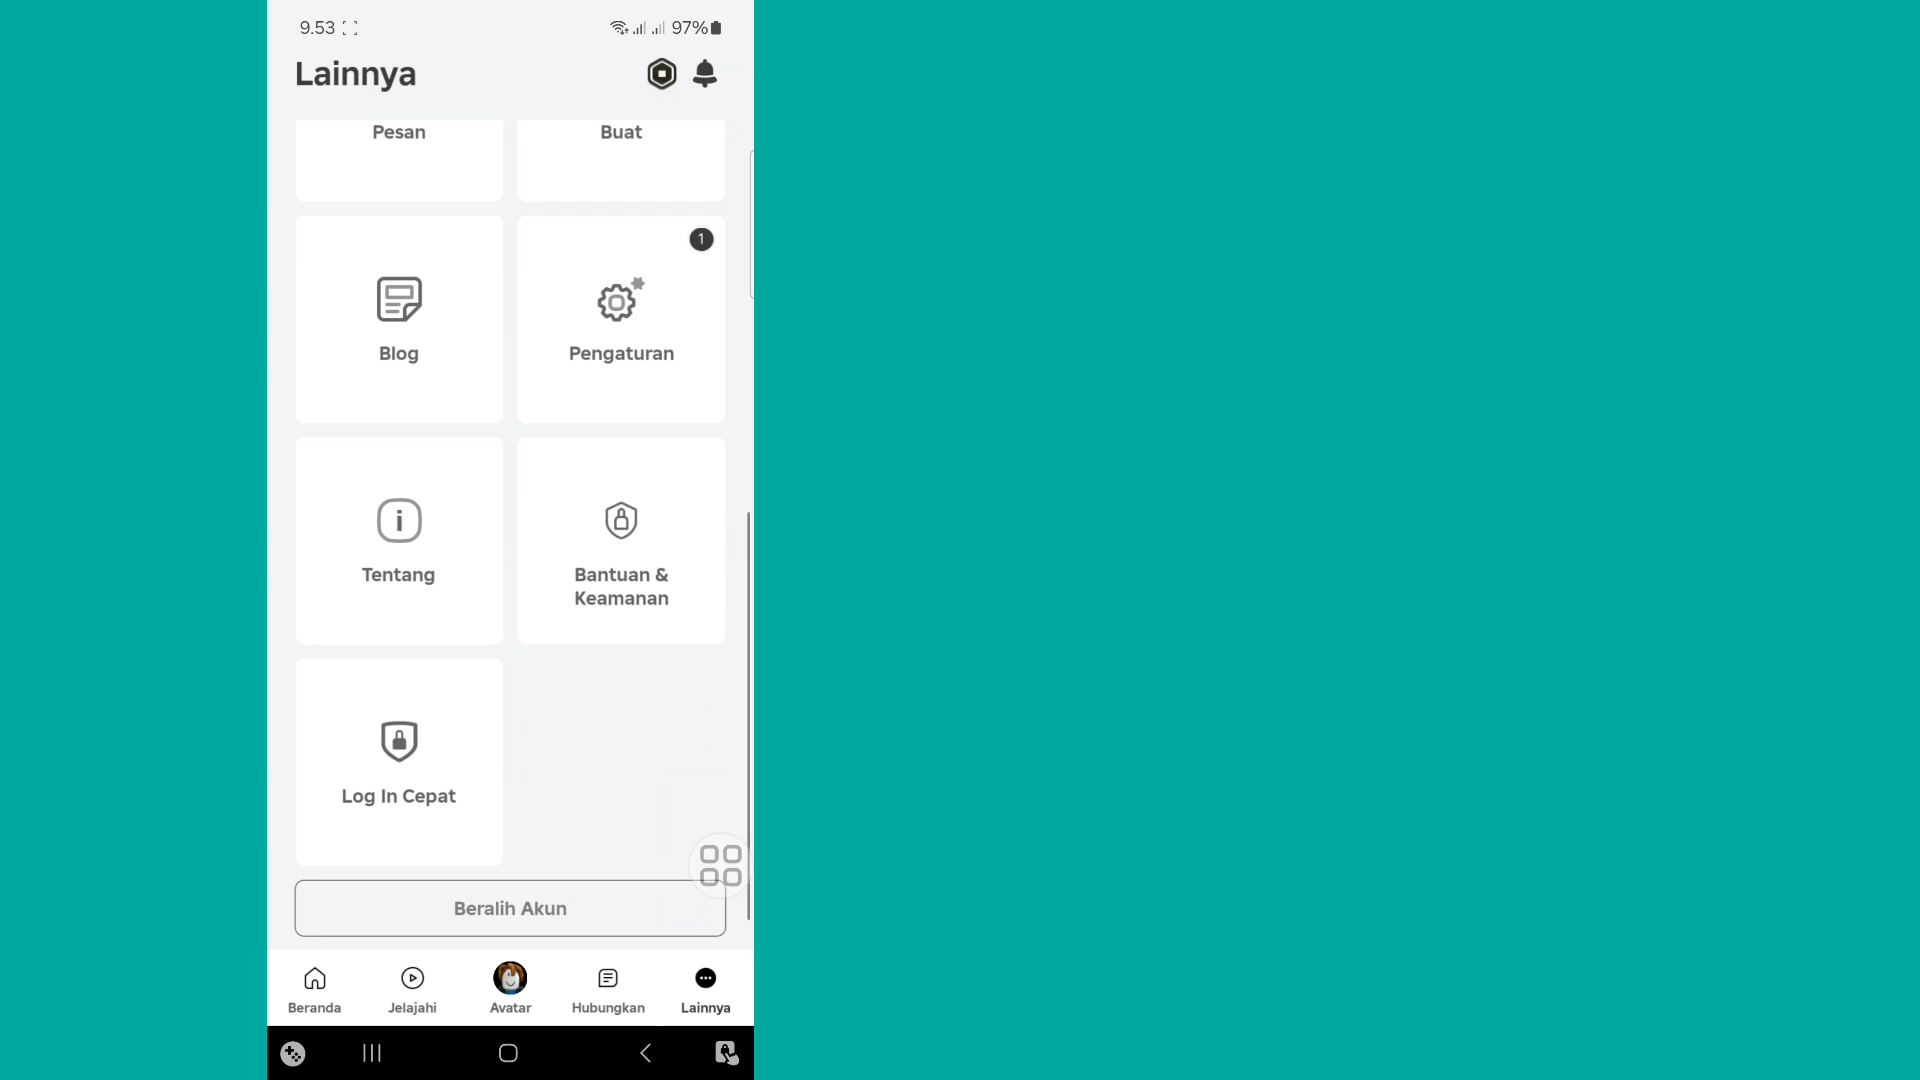 9.53
97%
Lainnya
Pesan
Buat
1
Blog
Pengaturan
Tentang
Bantuan &
Keamanan
Log In Cepat
Beralih Akun
Beranda
Jelajahi
Avatar
Hubungkan
Lainnya